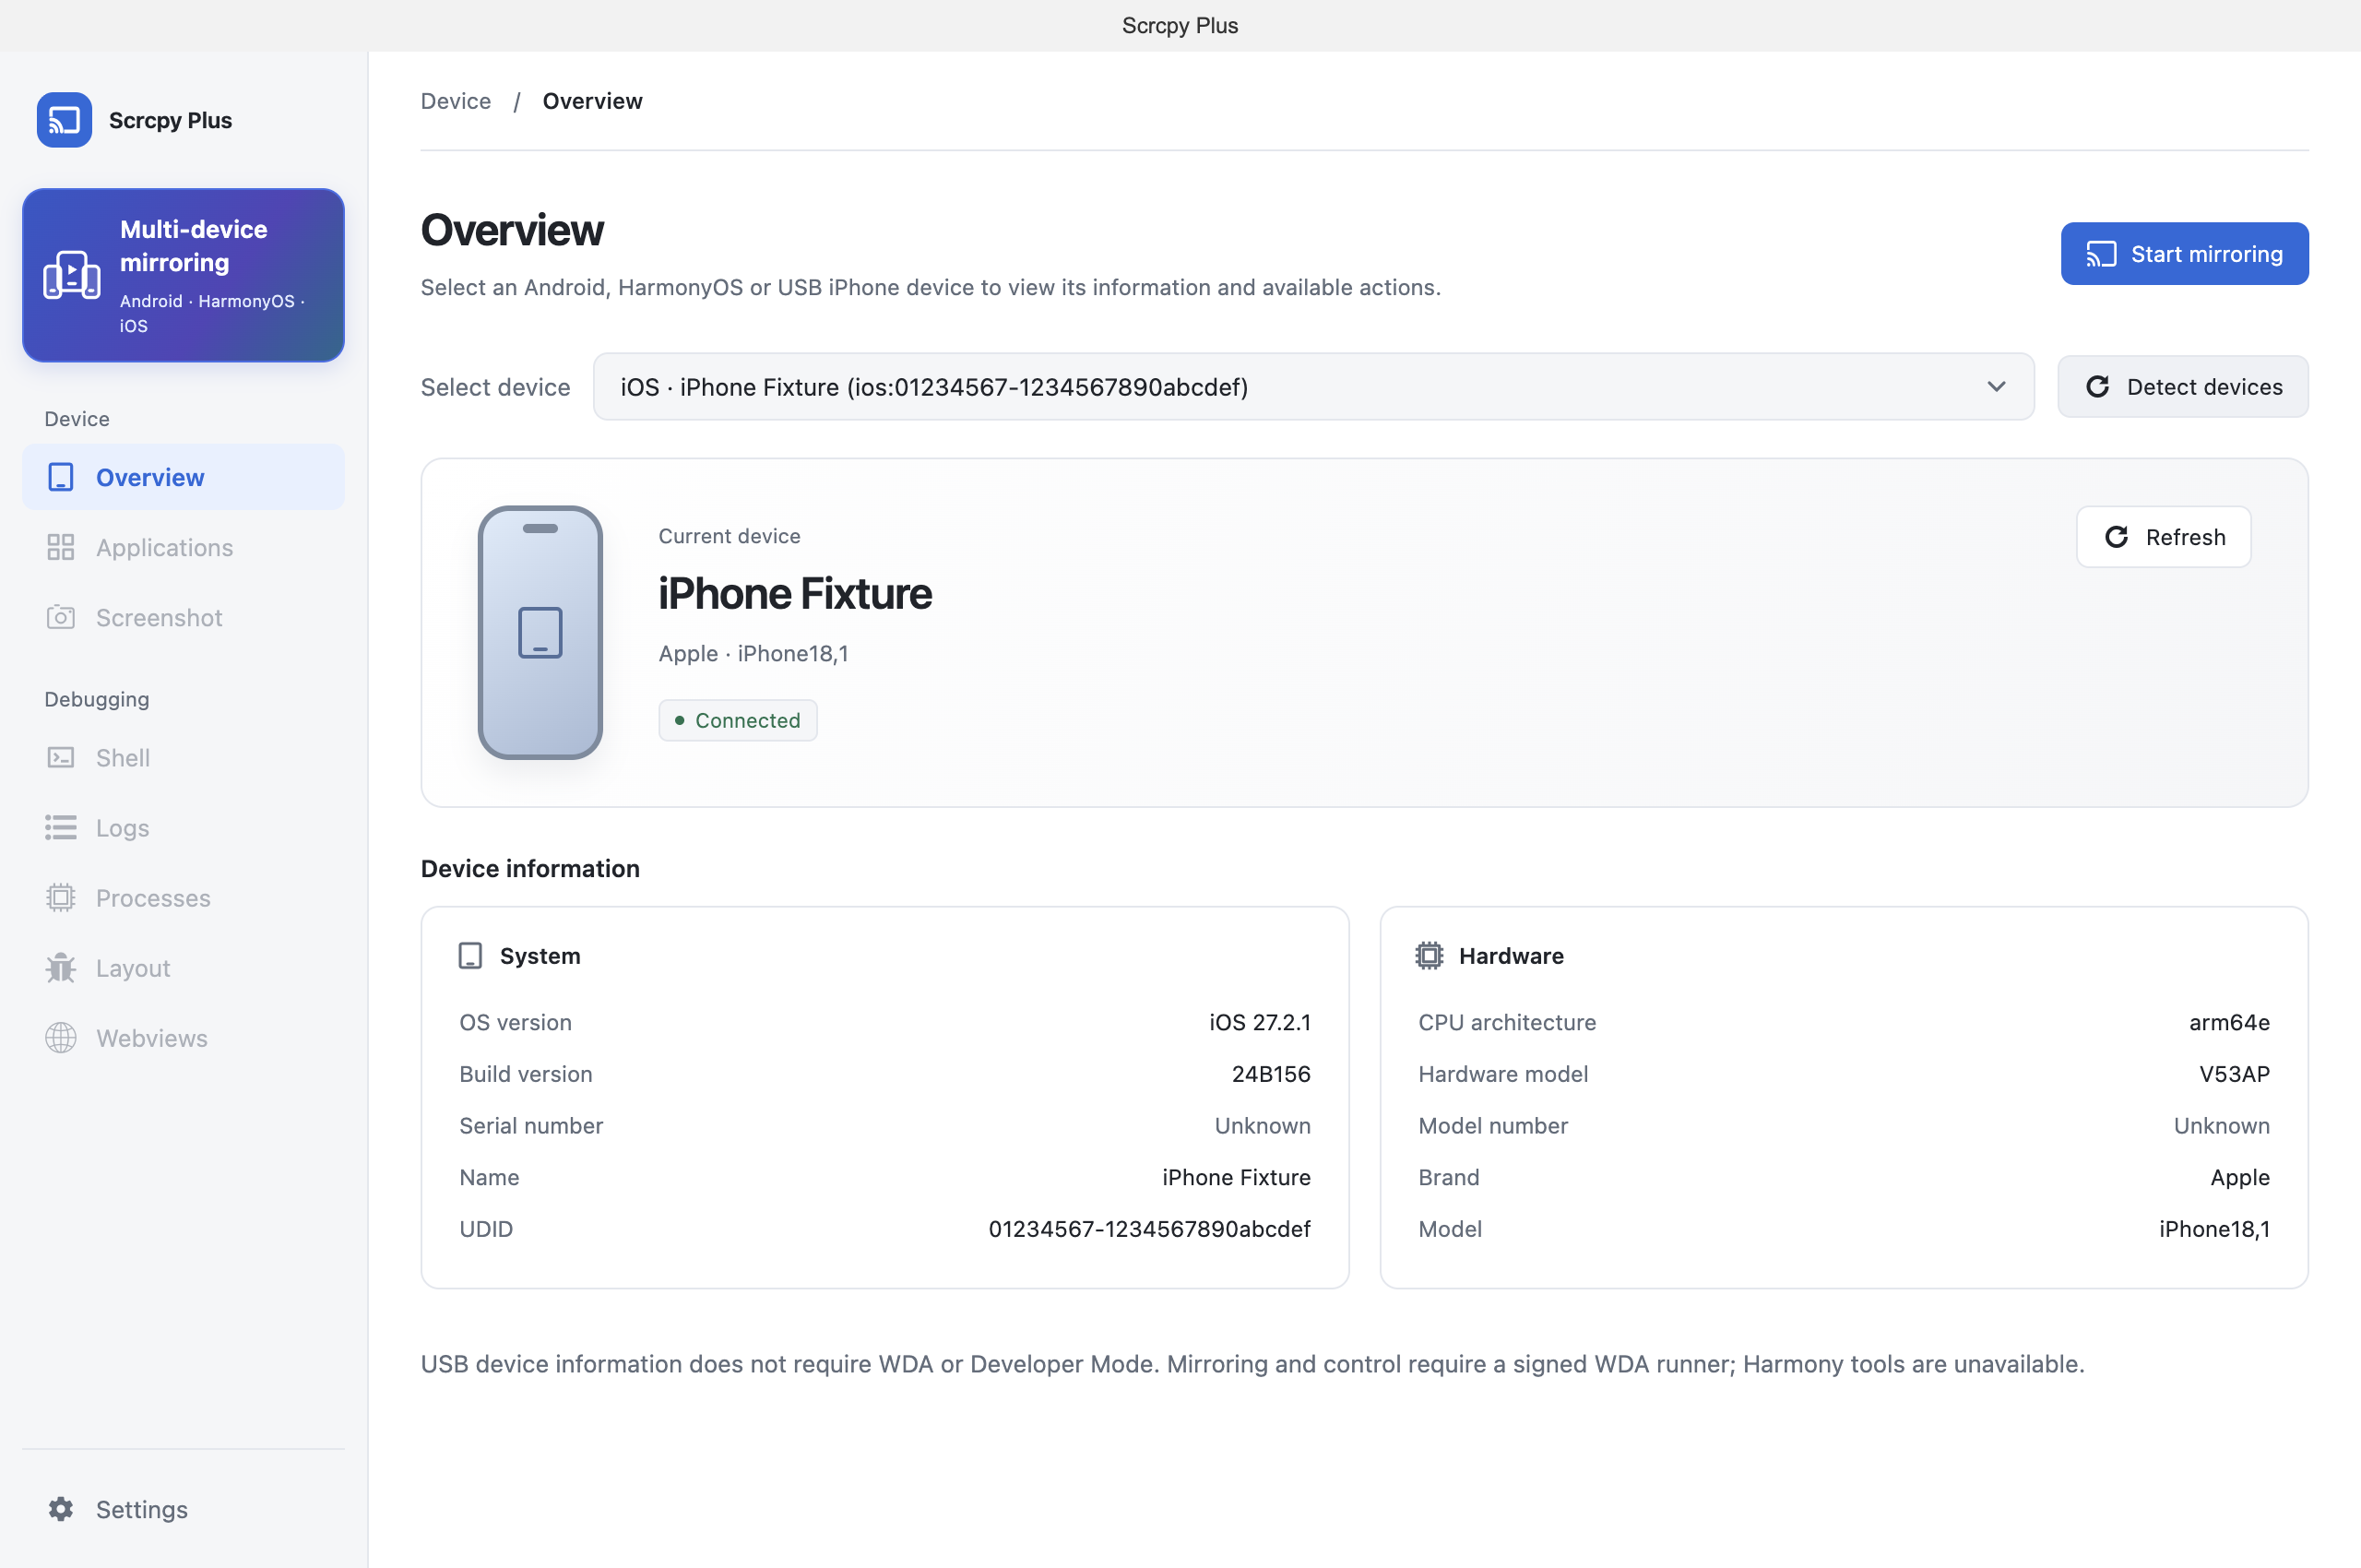 Scrcpy Plus
Scrcpy Plus
Multi-device
mirroring
Android · HarmonyOS ·
iOS
Device
Overview
Applications
Screenshot
Debugging
Shell
Logs
Processes
Layout
Webviews
Settings
Device / Overview
Overview
Select an Android, HarmonyOS or USB iPhone device to view its information and available actions.
Start mirroring
Select device
iOS · iPhone Fixture (ios:01234567-1234567890abcdef)
Detect devices
Current device
iPhone Fixture
Apple · iPhone18,1
Connected
Refresh
Device information
System
OS version iOS 27.2.1
Build version 24B156
Serial number Unknown
Name iPhone Fixture
UDID 01234567-1234567890abcdef
Hardware
CPU architecture arm64e
Hardware model V53AP
Model number Unknown
Brand Apple
Model iPhone18,1
USB device information does not require WDA or Developer Mode. Mirroring and control require a signed WDA runner; Harmony tools are unavailable.